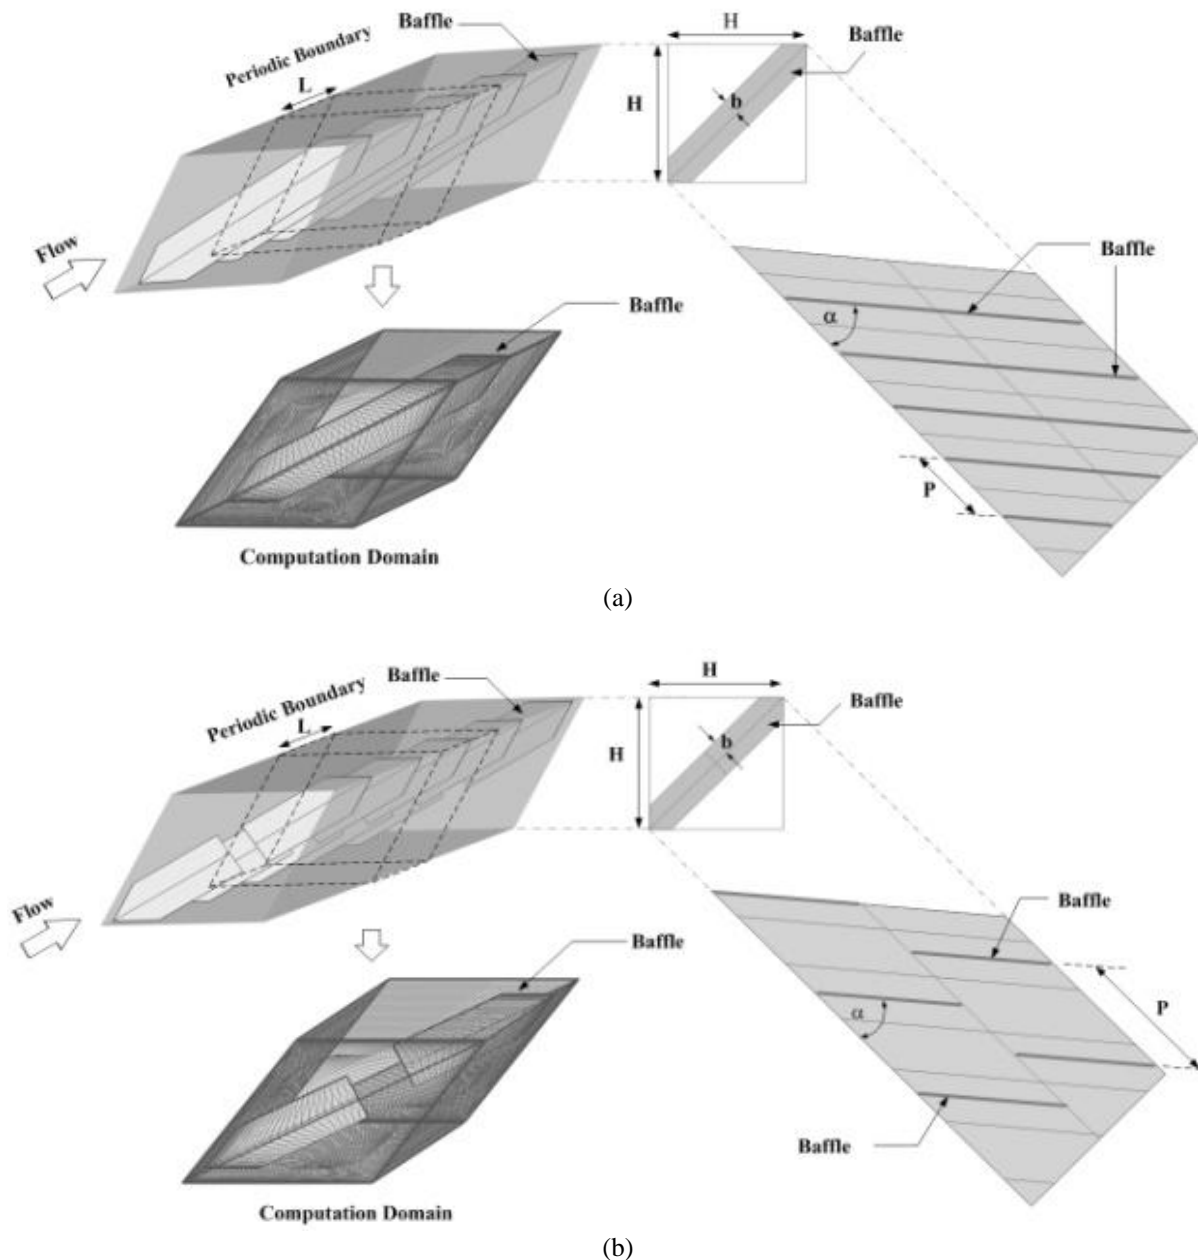 Baffle
H
Baffle
Periodic Boundary
L
H
b
Flow
Baffle
Baffle
α
P
Computation Domain
(a)
Baffle
H
Baffle
Periodic Boundary
L
H
b
Flow
Baffle
Baffle
α
P
Baffle
Computation Domain
(b)